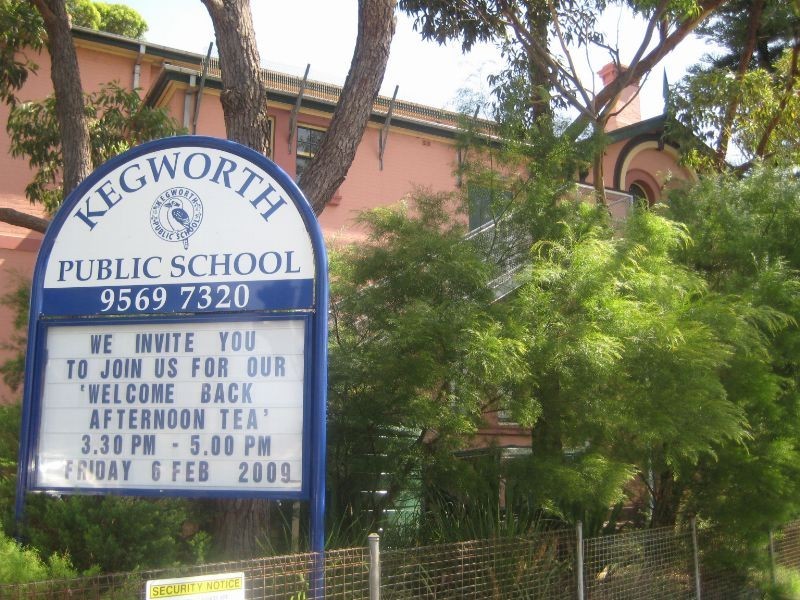 KEGWORTH
KEGWORTH
PUBLIC SCHOOL
PUBLIC SCHOOL
9569 7320
WE INVITE YOU
TO JOIN US FOR OUR
'WELCOME BACK
AFTERNOON TEA'
3.30 PM - 5.00 PM
FRIDAY 6 FEB 2009
SECURITY NOTICE